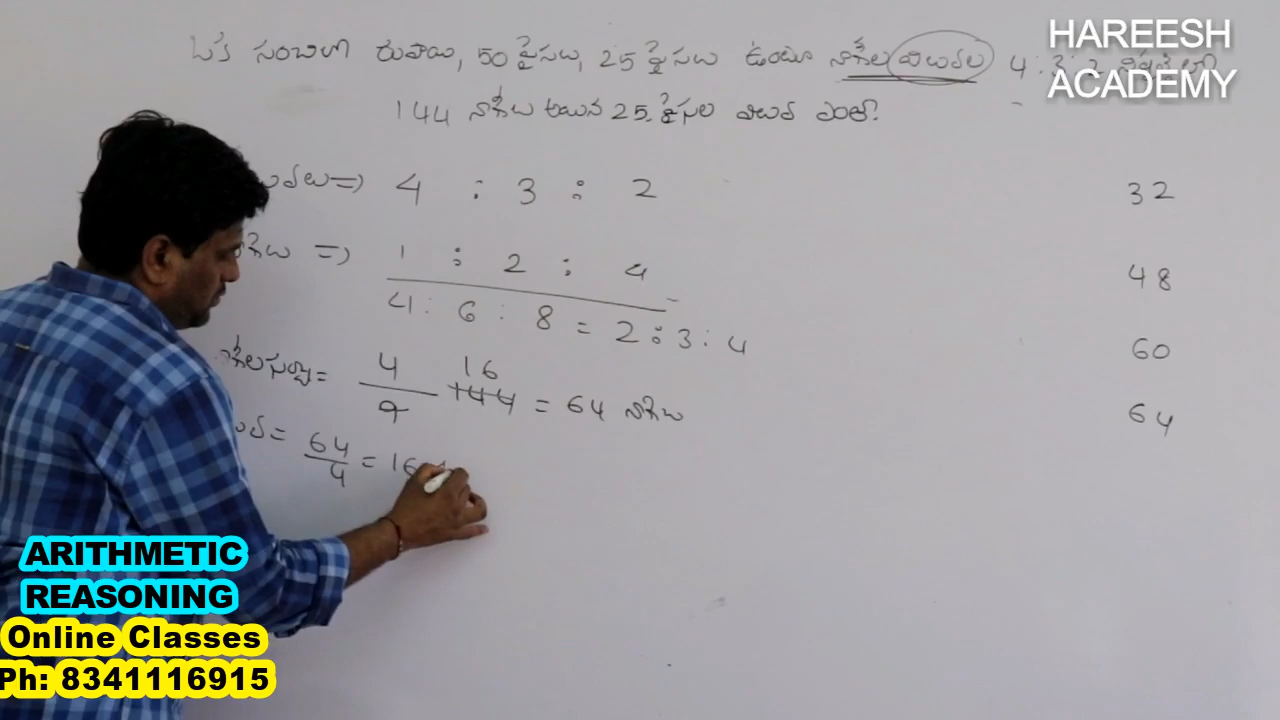 ఒక సంచిలో రుపాయి, 50 పైసలు, 25 పైసలు ఉంటూ నాణేల విలువల 4 : 3 : 2
144 నాణేలు అయిన 25 పైసల విలువ ఎంత?
HAREESH
ACADEMY
⇒ 4 : 3 : 2
⇒ 1 : 2 : 4
4 : 6 : 8 = 2 : 3 : 4
= 4/9 144 16 = 64 నాణేలు
= 64/4 = 16
32
48
60
64
ARITHMETIC
REASONING
Online Classes
Ph: 8341116915